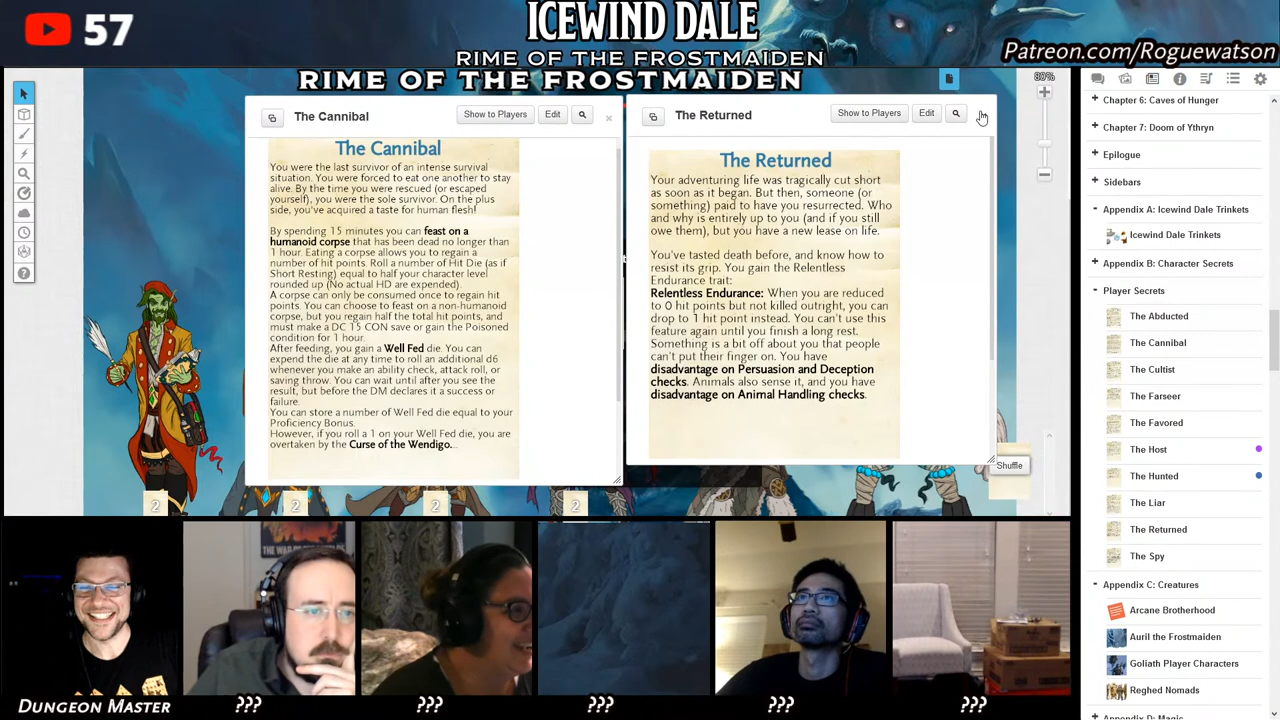 57
ICEWIND DALE
RIME OF THE FROSTMAIDEN
Patreon.com/Roguewatson
RIME OF THE FROSTMAIDEN
80%
The Cannibal
Show to Players
Edit
The Cannibal
You were the last survivor of an intense survival
situation. You were forced to eat one another to stay
alive. By the time you were rescued (or escaped
yourself), you were the sole survivor. On the plus
side, you've acquired a taste for human flesh!
By spending 15 minutes you can feast on a
humanoid corpse that has been dead no longer than
1 hour. Eating a corpse allows you to regain a
number of hit points. Roll a number of Hit Die (as if
Short Resting) equal to half your character level
rounded up (No actual HD are expended).
A corpse can only be consumed once to regain hit
points. You can choose to feast on a non-humanoid
corpse, but you regain half the total hit points, and
must make a DC 15 CON save or gain the Poisoned
condition for 1 hour.
After feeding, you gain a Well Fed die. You can
expend the die at any time to roll an additional d6
whenever you make an ability check, attack roll, or
saving throw. You can wait until after you see the
result, but before the DM declares it a success or
failure.
You can store a number of Well Fed die equal to your
Proficiency Bonus.
However, if you roll a 1 on your Well Fed die, you are
overtaken by the Curse of the Wendigo.
The Returned
Show to Players
Edit
The Returned
Your adventuring life was tragically cut short
as soon as it began. But then, someone (or
something) paid to have you resurrected. Who
and why is entirely up to you (and if you still
owe them), but you have a new lease on life.
You've tasted death before, and know how to
resist its grip. You gain the Relentless
Endurance trait:
Relentless Endurance: When you are reduced
to 0 hit points but not killed outright, you can
drop to 1 hit point instead. You can't use this
feature again until you finish a long rest.
Something is a bit off about you that people
can't put their finger on. You have
disadvantage on Persuasion and Deception
checks. Animals also sense it, and you have
disadvantage on Animal Handling checks.
Shuffle
2
2
2
2
Chapter 6: Caves of Hunger
Chapter 7: Doom of Ythryn
Epilogue
Sidebars
Appendix A: Icewind Dale Trinkets
Icewind Dale Trinkets
Appendix B: Character Secrets
Player Secrets
The Abducted
The Cannibal
The Cultist
The Farseer
The Favored
The Host
The Hunted
The Liar
The Returned
The Spy
Appendix C: Creatures
Arcane Brotherhood
Auril the Frostmaiden
Goliath Player Characters
Reghed Nomads
Appendix D: Magic
DUNGEON MASTER
???
???
???
???
???